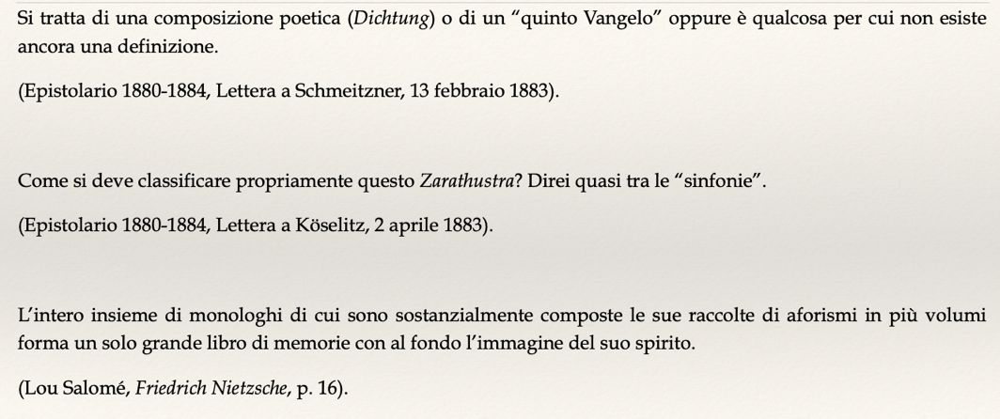 Si tratta di una composizione poetica (Dichtung) o di un “quinto Vangelo” oppure è qualcosa per cui non esiste
ancora una definizione.
(Epistolario 1880-1884, Lettera a Schmeitzner, 13 febbraio 1883).
Come si deve classificare propriamente questo Zarathustra? Direi quasi tra le “sinfonie”.
(Epistolario 1880-1884, Lettera a Köselitz, 2 aprile 1883).
L’intero insieme di monologhi di cui sono sostanzialmente composte le sue raccolte di aforismi in più volumi
forma un solo grande libro di memorie con al fondo l’immagine del suo spirito.
(Lou Salomé, Friedrich Nietzsche, p. 16).